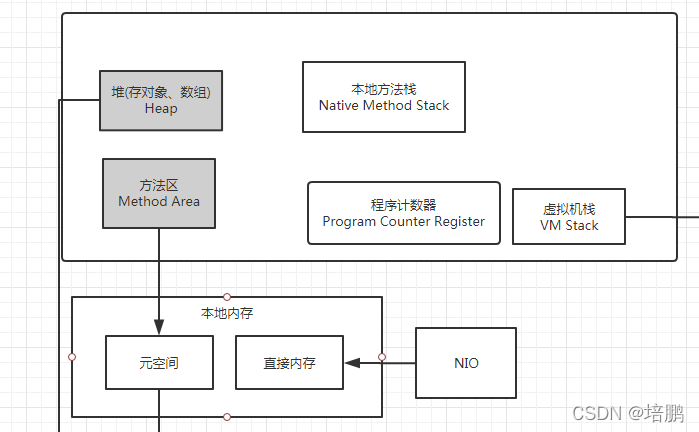 堆(存对象、数组)
Heap
本地方法栈
Native Method Stack
方法区
Method Area
程序计数器
Program Counter Register
虚拟机栈
VM Stack
本地内存
元空间
直接内存
NIO
CSDN @培鹏